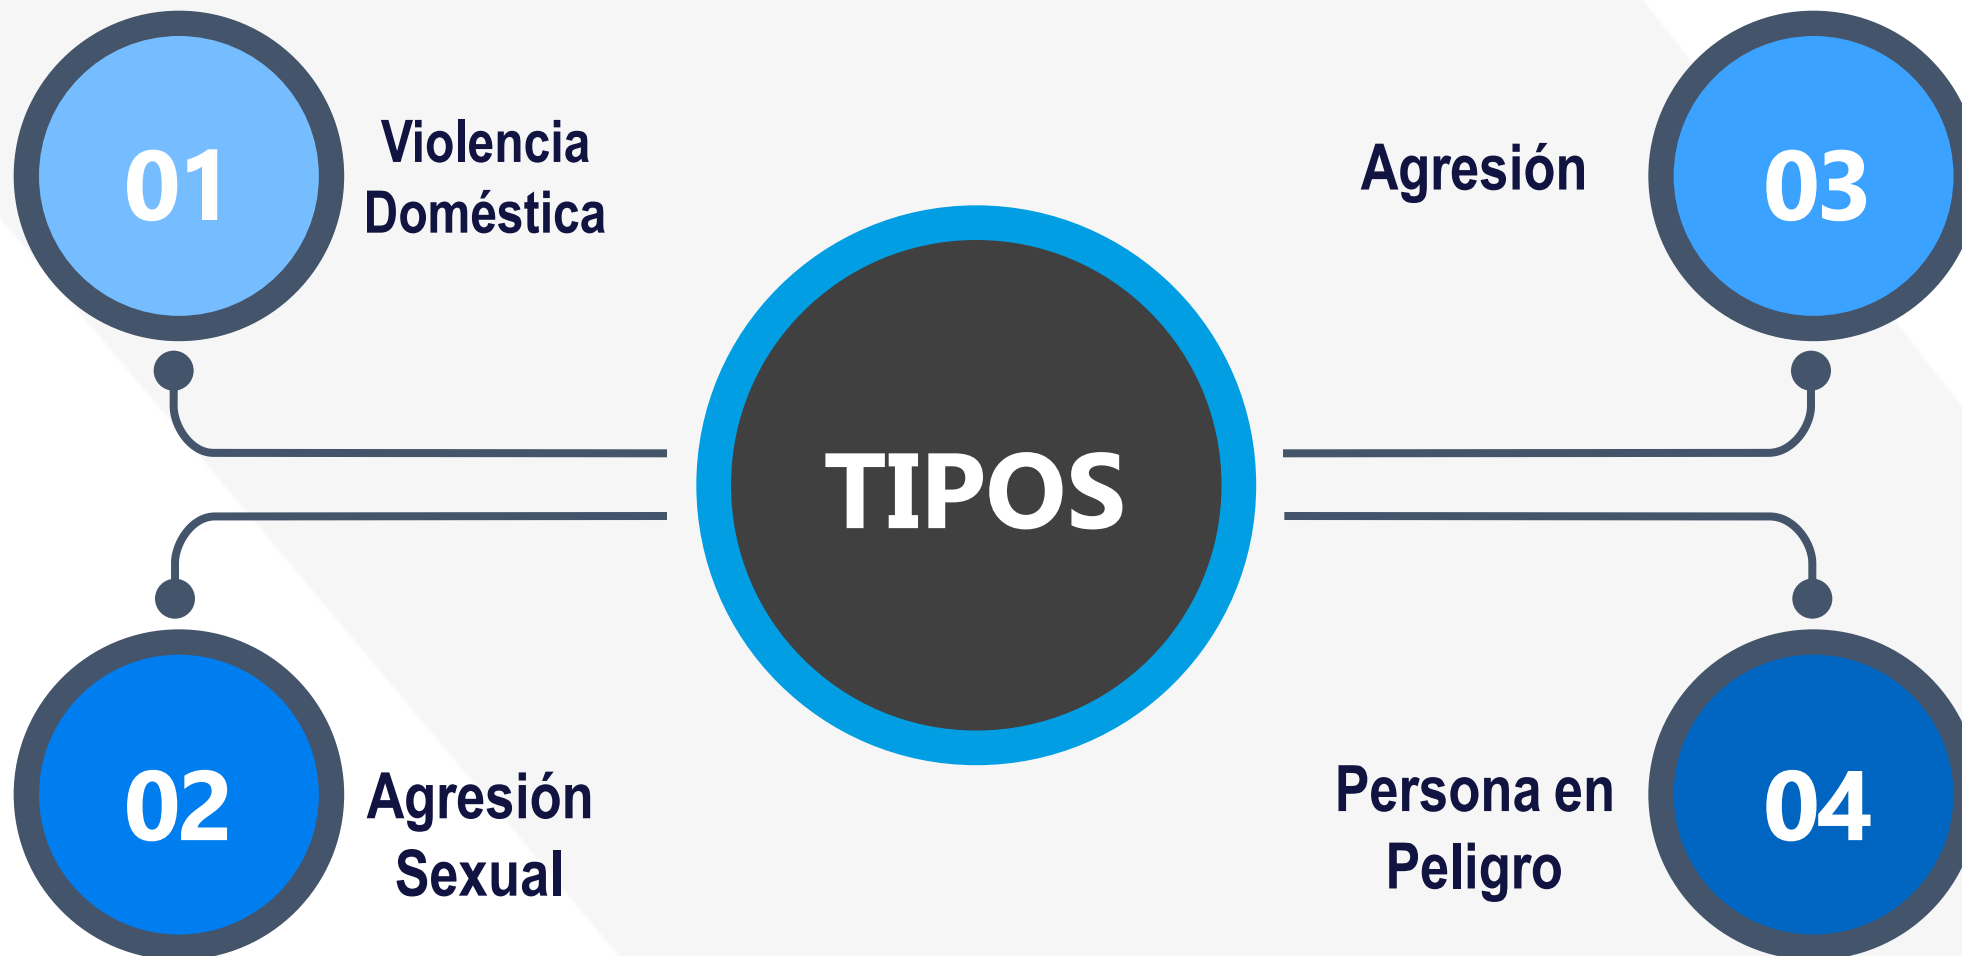 01
Violencia
Doméstica
02
Agresión
Sexual
TIPOS
Agresión
03
Persona en
Peligro
04